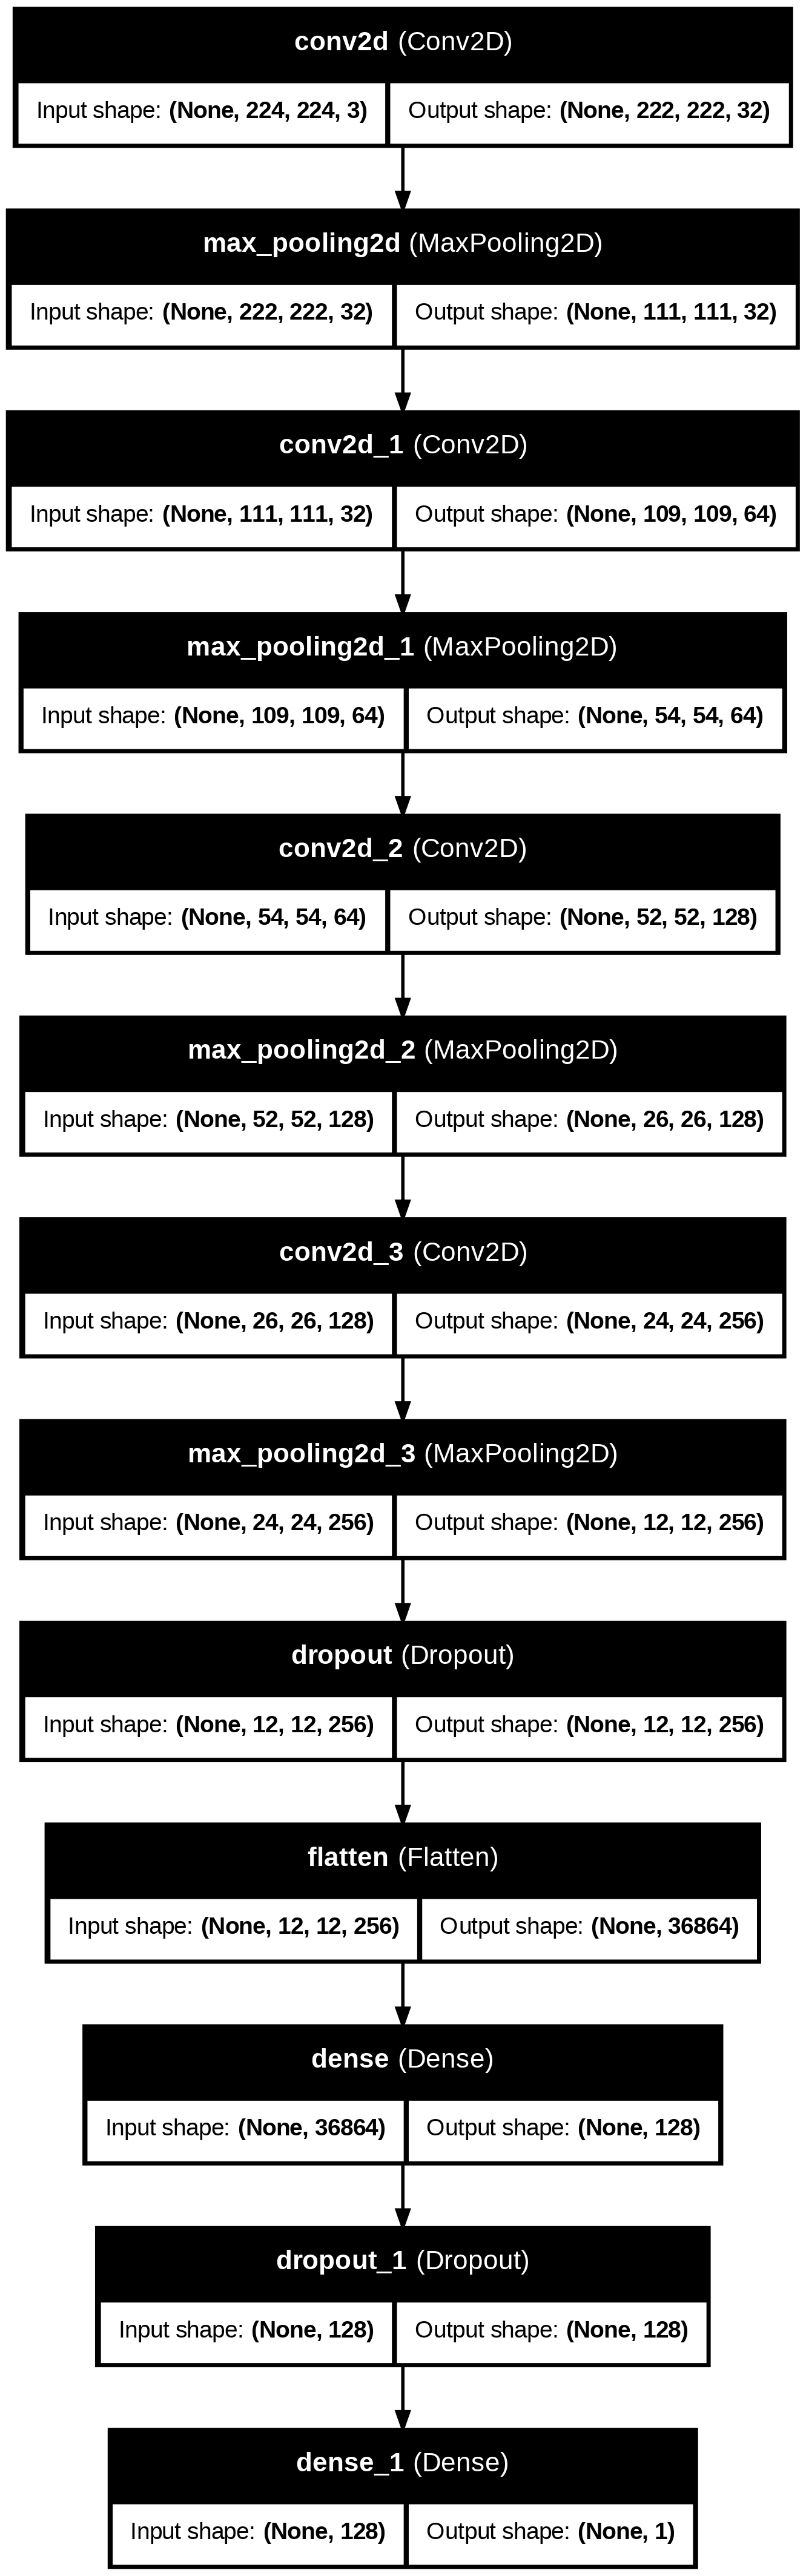 conv2d (Conv2D)
Input shape: (None, 224, 224, 3) Output shape: (None, 222, 222, 32)
max_pooling2d (MaxPooling2D)
Input shape: (None, 222, 222, 32) Output shape: (None, 111, 111, 32)
conv2d_1 (Conv2D)
Input shape: (None, 111, 111, 32) Output shape: (None, 109, 109, 64)
max_pooling2d_1 (MaxPooling2D)
Input shape: (None, 109, 109, 64) Output shape: (None, 54, 54, 64)
conv2d_2 (Conv2D)
Input shape: (None, 54, 54, 64) Output shape: (None, 52, 52, 128)
max_pooling2d_2 (MaxPooling2D)
Input shape: (None, 52, 52, 128) Output shape: (None, 26, 26, 128)
conv2d_3 (Conv2D)
Input shape: (None, 26, 26, 128) Output shape: (None, 24, 24, 256)
max_pooling2d_3 (MaxPooling2D)
Input shape: (None, 24, 24, 256) Output shape: (None, 12, 12, 256)
dropout (Dropout)
Input shape: (None, 12, 12, 256) Output shape: (None, 12, 12, 256)
flatten (Flatten)
Input shape: (None, 12, 12, 256) Output shape: (None, 36864)
dense (Dense)
Input shape: (None, 36864) Output shape: (None, 128)
dropout_1 (Dropout)
Input shape: (None, 128) Output shape: (None, 128)
dense_1 (Dense)
Input shape: (None, 128) Output shape: (None, 1)